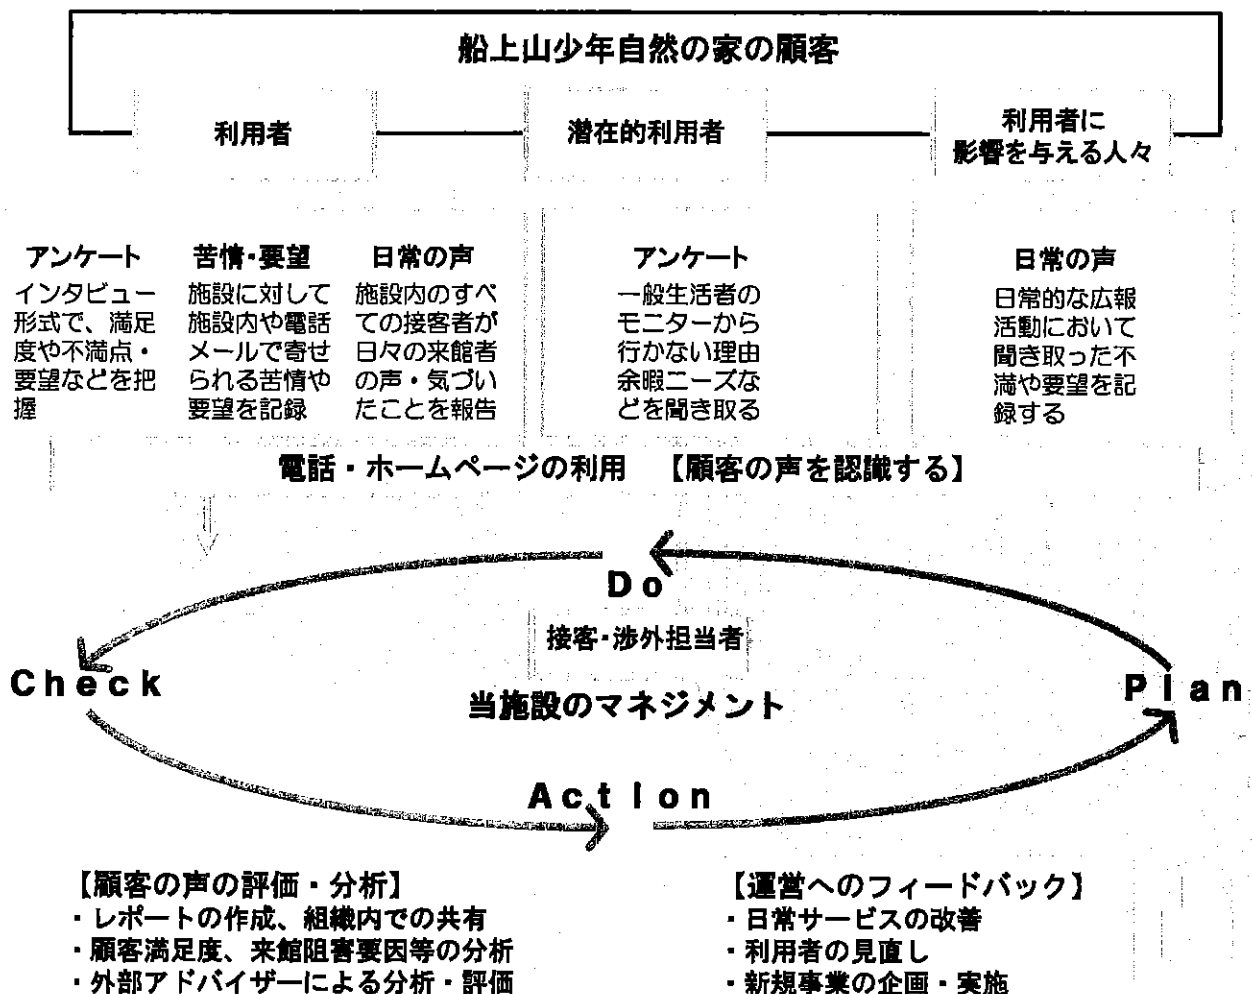 船上山少年自然の家の顧客
利用者
潜在的利用者
利用者に
影響を与える人々
アンケート
インタビュー
形式で、満足
度や不満点・
要望などを把
握
苦情・要望
施設に対して
施設内や電話
メールで寄せ
られる苦情や
要望を記録
日常の声
施設内のすべ
ての接客者が
日々の来館者
の声・気づい
たことを報告
アンケート
一般生活者の
モニターから
行かない理由
余暇ニーズな
どを聞き取る
日常の声
日常的な広報
活動において
聞き取った不
満や要望を記
録する
電話・ホームページの利用 【顧客の声を認識する】
Do
接客・渉外担当者
Check
Plan
当施設のマネジメント
Action
【顧客の声の評価・分析】
・レポートの作成、組織内での共有
・顧客満足度、来館阻害要因等の分析
・外部アドバイザーによる分析・評価
【運営へのフィードバック】
・日常サービスの改善
・利用者の見直し
・新規事業の企画・実施